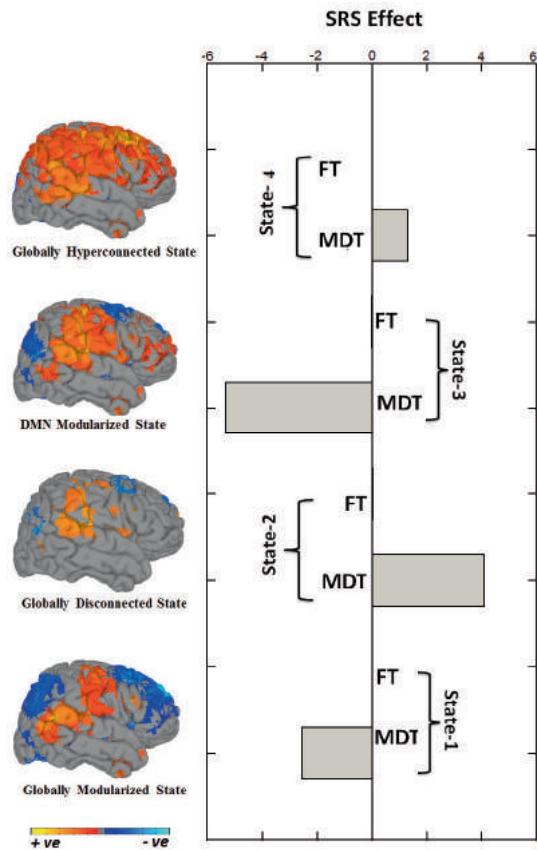 SRS Effect
-6 -4 -2 0 2 4 6
FT
State- 4
MDT
Globally Hyperconnected State
FT
State-3
MDT
DMN Modularized State
FT
State-2
MDT
Globally Disconnected State
FT
State-1
MDT
Globally Modularized State
+ ve - ve